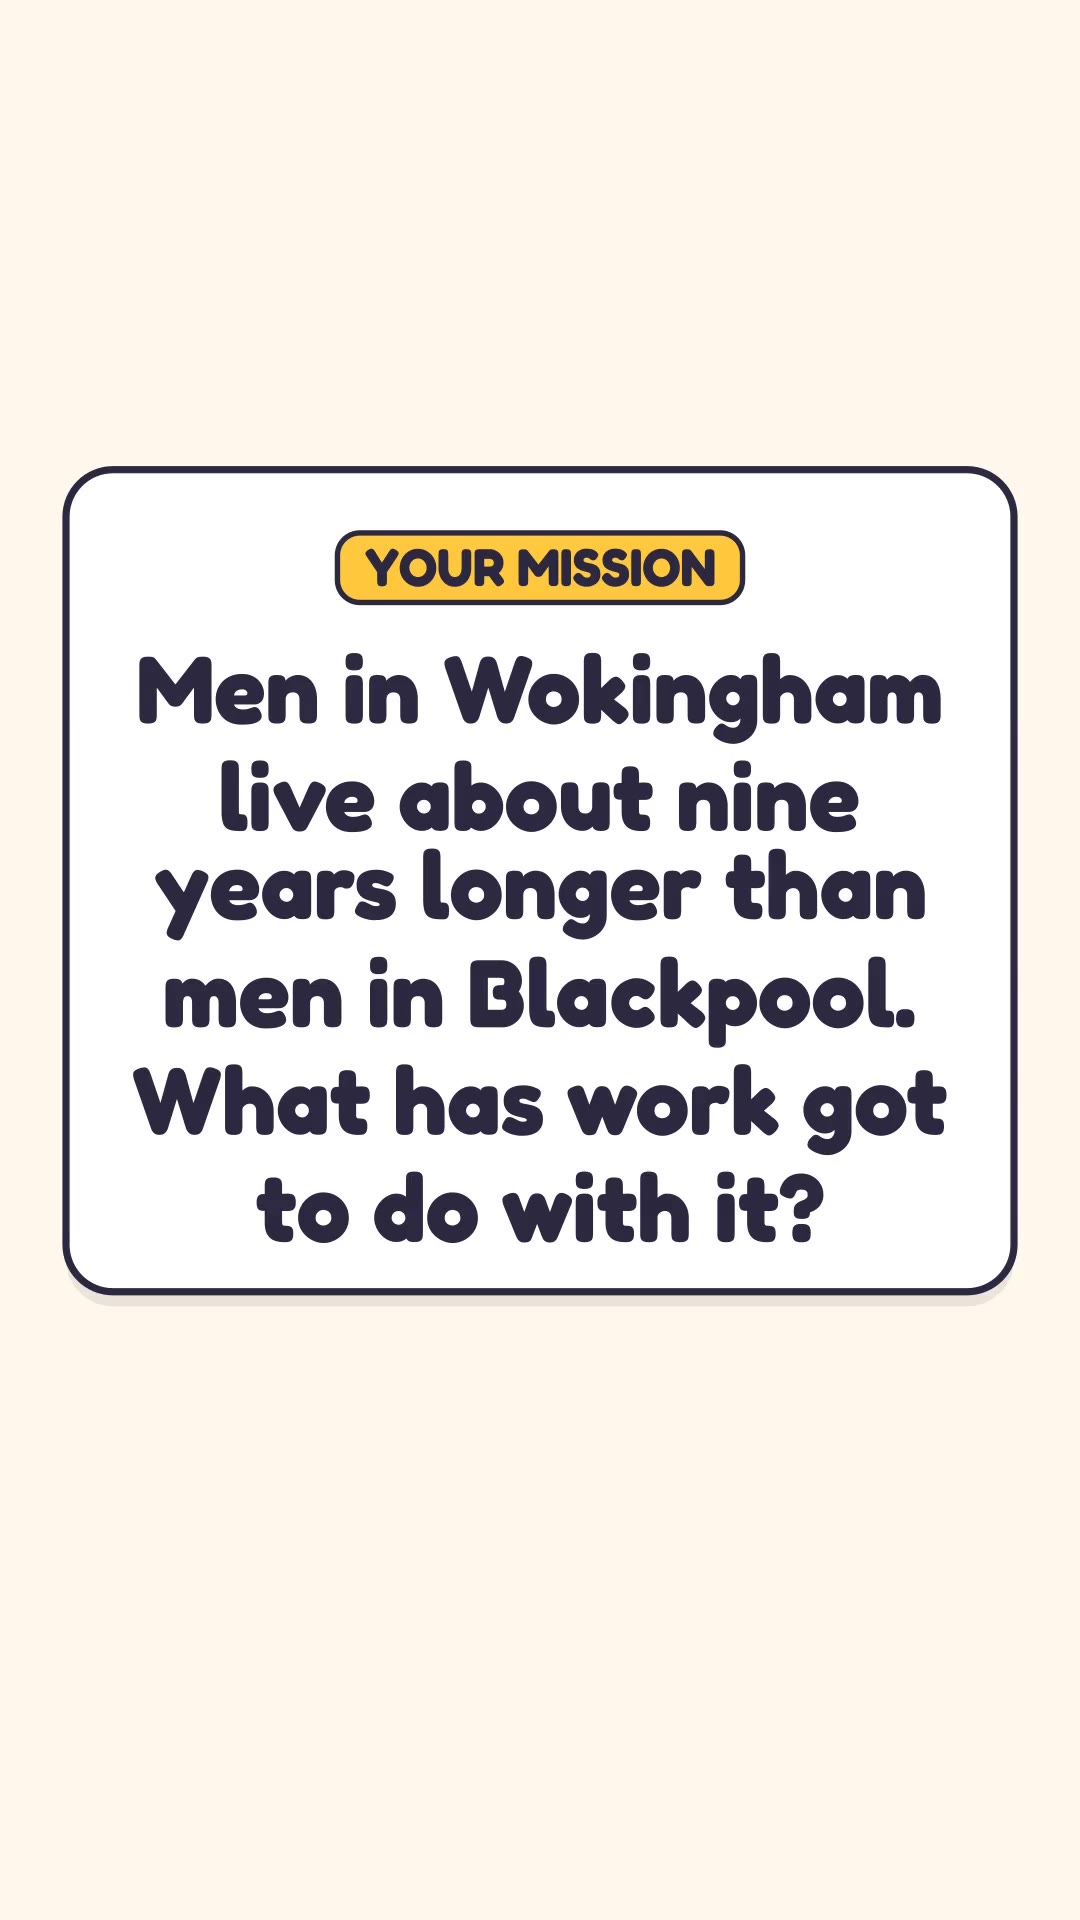 YOUR MISSION
Men in Wokingham
live about nine
years longer than
men in Blackpool.
What has work got
to do with it?